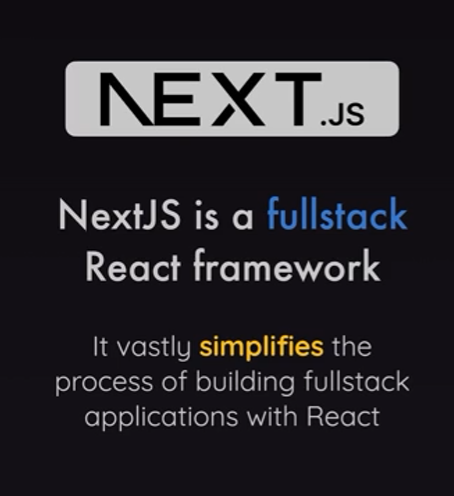 NEXT.JS
NextJS is a fullstack
React framework
It vastly simplifies the
process of building fullstack
applications with React